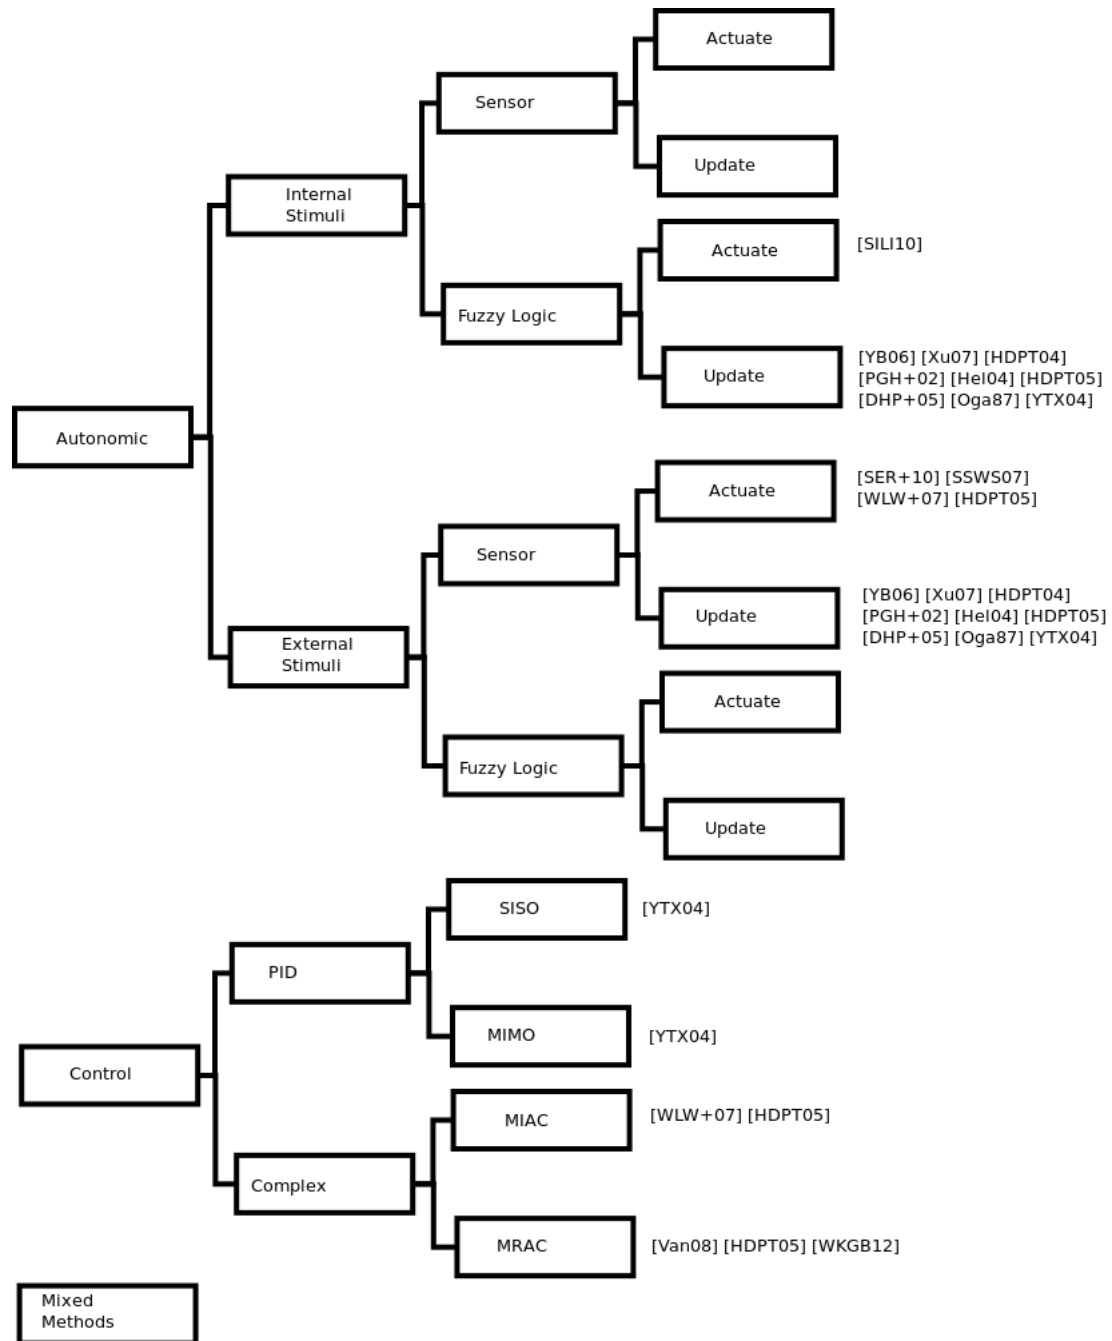 Actuate
Sensor
Update
Internal
Stimuli
Actuate
[SILI10]
Fuzzy Logic
Update
[YB06] [Xu07] [HDPT04]
[PGH+02] [Hel04] [HDPT05]
[DHP+05] [Oga87] [YTX04]
Autonomic
Actuate
[SER+10] [SSWS07]
[WLW+07] [HDPT05]
Sensor
Update
[YB06] [Xu07] [HDPT04]
[PGH+02] [Hel04] [HDPT05]
[DHP+05] [Oga87] [YTX04]
External
Stimuli
Actuate
Fuzzy Logic
Update
SISO
[YTX04]
PID
MIMO
[YTX04]
Control
MIAC
[WLW+07] [HDPT05]
Complex
MRAC
[Van08] [HDPT05] [WKGB12]
Mixed
Methods